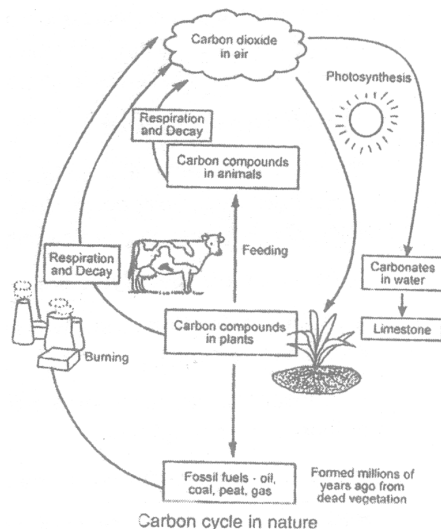 Carbon dioxide
in air
Photosynthesis
Respiration
and Decay
Carbon compounds
in animals
Respiration
and Decay
Feeding
Carbonates
in water
Carbon compounds
in plants
Limestone
Burning
Fossil fuels - oil,
coal, peat, gas
Formed millions of
years ago from
dead vegetation
Carbon cycle in nature